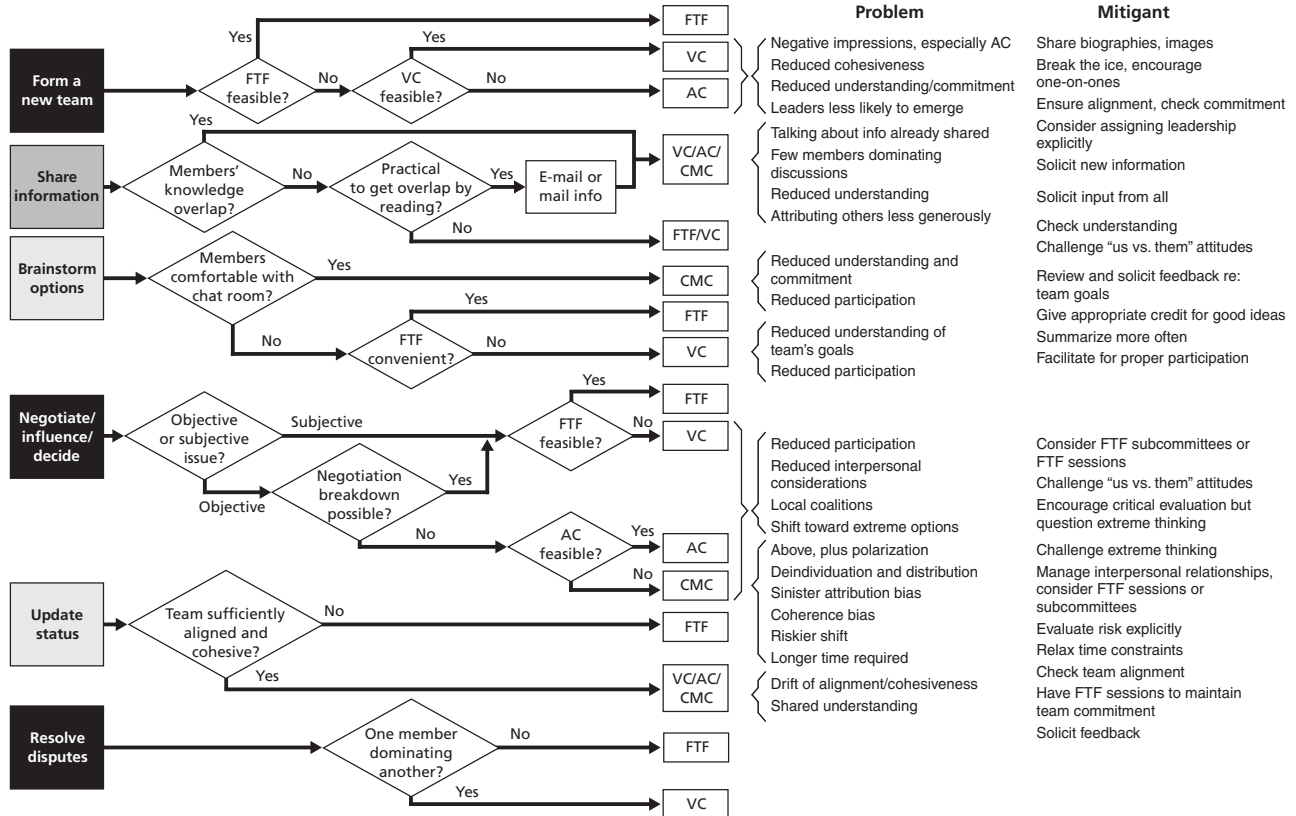 Problem
Mitigant
Form a
new team
Yes
FTF
feasible?
No
Yes
VC
feasible?
No
FTF
VC
AC
Negative impressions, especially AC
Reduced cohesiveness
Reduced understanding/commitment
Leaders less likely to emerge
Share biographies, images
Break the ice, encourage
one-on-ones
Ensure alignment, check commitment
Consider assigning leadership
explicitly
Share
information
Yes
Members'
knowledge
overlap?
No
Practical
to get overlap by
reading?
Yes
E-mail or
mail info
No
VC/AC/
CMC
FTF/VC
Talking about info already shared
Few members dominating
discussions
Reduced understanding
Attributing others less generously
Solicit new information
Solicit input from all
Check understanding
Challenge “us vs. them” attitudes
Brainstorm
options
Members
comfortable with
chat room?
Yes
No
FTF
convenient?
Yes
No
CMC
FTF
VC
Reduced understanding and
commitment
Reduced participation
Reduced understanding of
team’s goals
Reduced participation
Review and solicit feedback re:
team goals
Give appropriate credit for good ideas
Summarize more often
Facilitate for proper participation
Negotiate/
influence/
decide
Objective
or subjective
issue?
Subjective
Objective
Negotiation
breakdown
possible?
Yes
No
FTF
feasible?
Yes
No
AC
feasible?
Yes
No
FTF
VC
AC
CMC
Reduced participation
Reduced interpersonal
considerations
Local coalitions
Shift toward extreme options
Above, plus polarization
Deindividuation and distribution
Sinister attribution bias
Coherence bias
Riskier shift
Longer time required
Consider FTF subcommittees or
FTF sessions
Challenge “us vs. them” attitudes
Encourage critical evaluation but
question extreme thinking
Challenge extreme thinking
Manage interpersonal relationships,
consider FTF sessions or
subcommittees
Evaluate risk explicitly
Relax time constraints
Update
status
Team sufficiently
aligned and
cohesive?
No
Yes
FTF
VC/AC/
CMC
Drift of alignment/cohesiveness
Shared understanding
Check team alignment
Have FTF sessions to maintain
team commitment
Solicit feedback
Resolve
disputes
One member
dominating
another?
No
Yes
FTF
VC